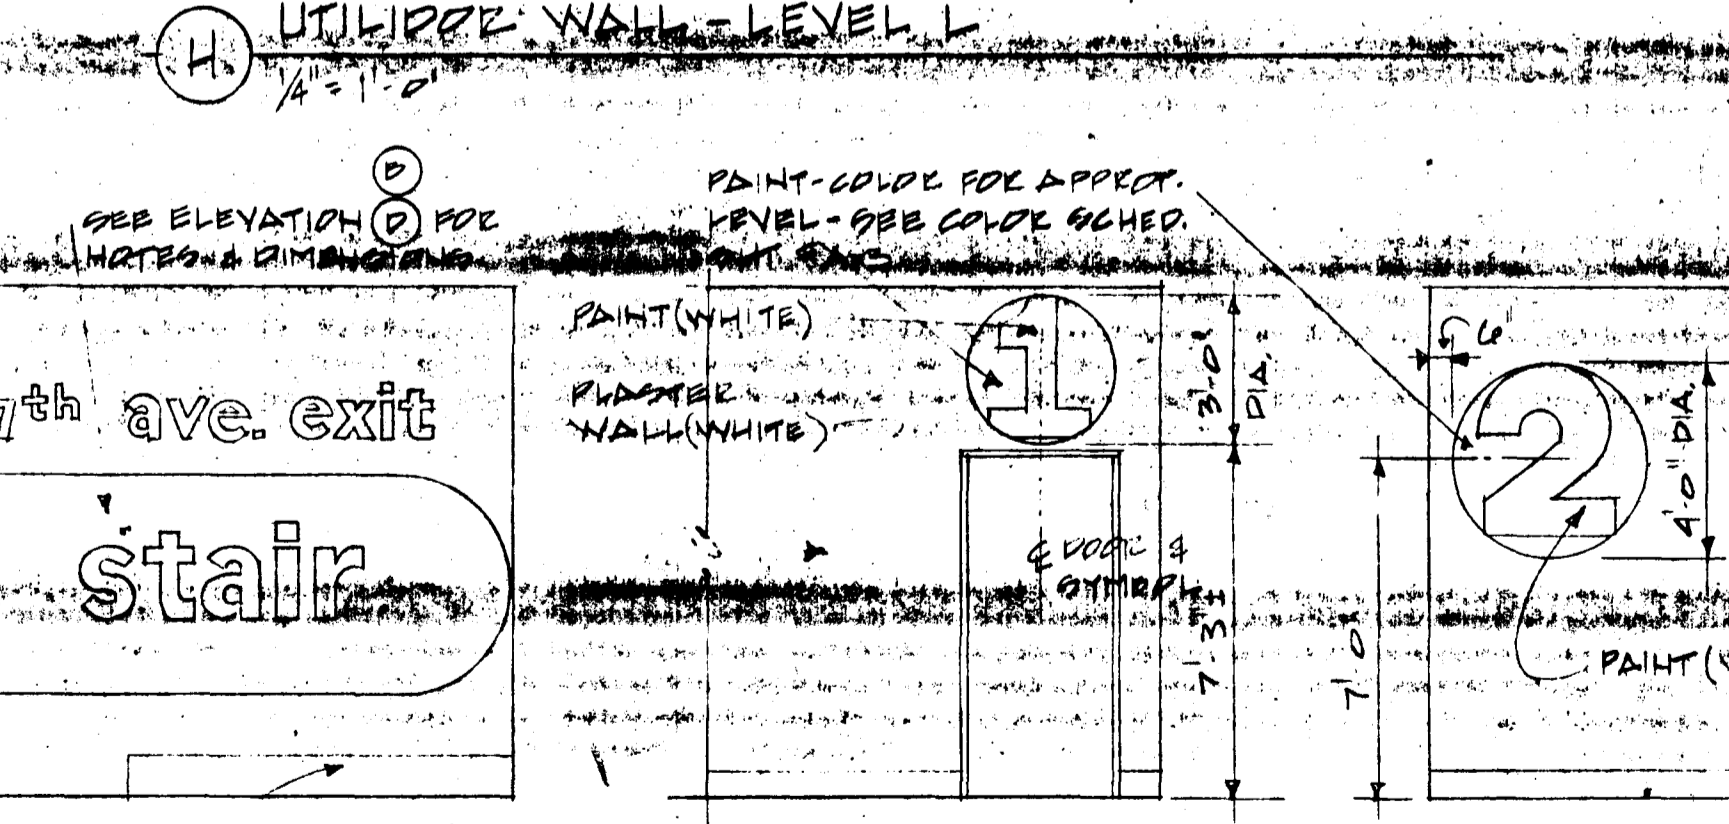 H
UTILIDOR WALL - LEVEL L
1/4" = 1'-0"
B
SEE ELEVATION D FOR
NOTES & DIMENSIONS
7th ave. exit
stair
PAINT-COLOR FOR APPROP.
LEVEL - SEE COLOR SCHED.
PAINT (WHITE)
PLASTER
WALL (WHITE)
1
3'-0"
DIA.
℄ DOOR &
SYMBOL
7'-3"±
6"
2
4'-0" DIA.
7'-0"
PAINT (